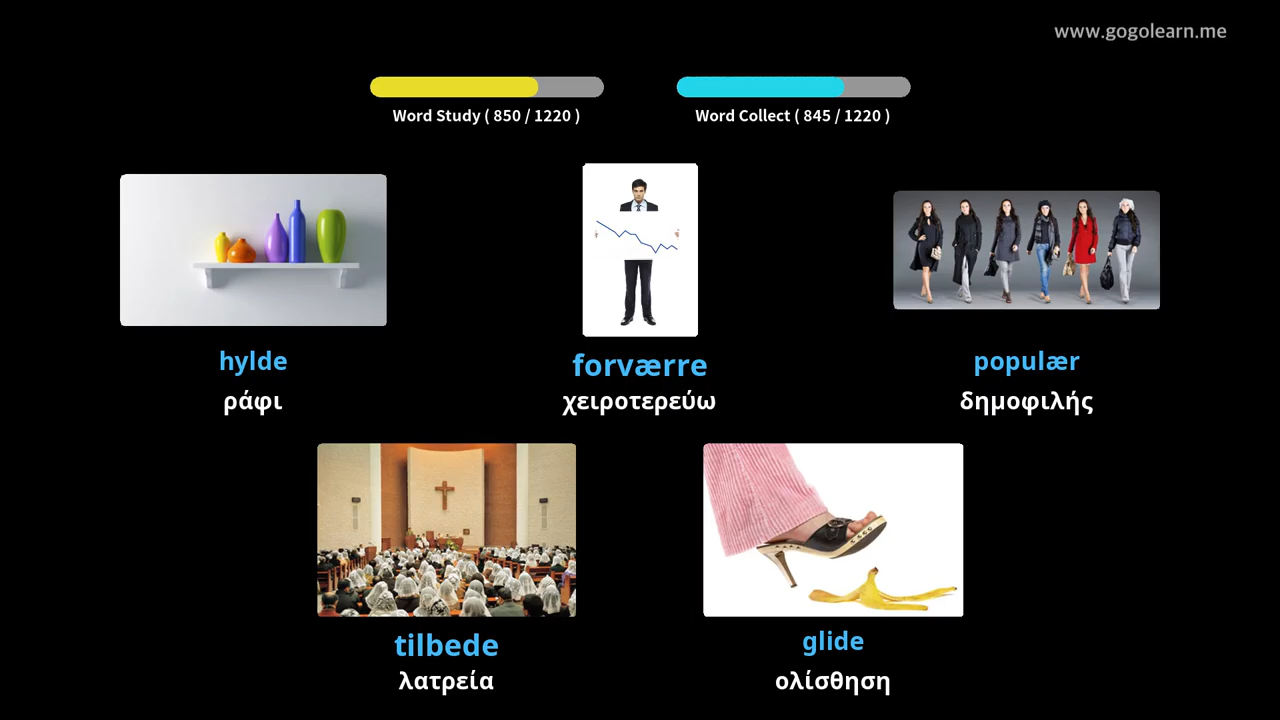 www.gogolearn.me
Word Study ( 850 / 1220 )
Word Collect ( 845 / 1220 )
hylde
forværre
populær
ράφι
χειροτερεύω
δημοφιλής
tilbede
glide
λατρεία
ολίσθηση